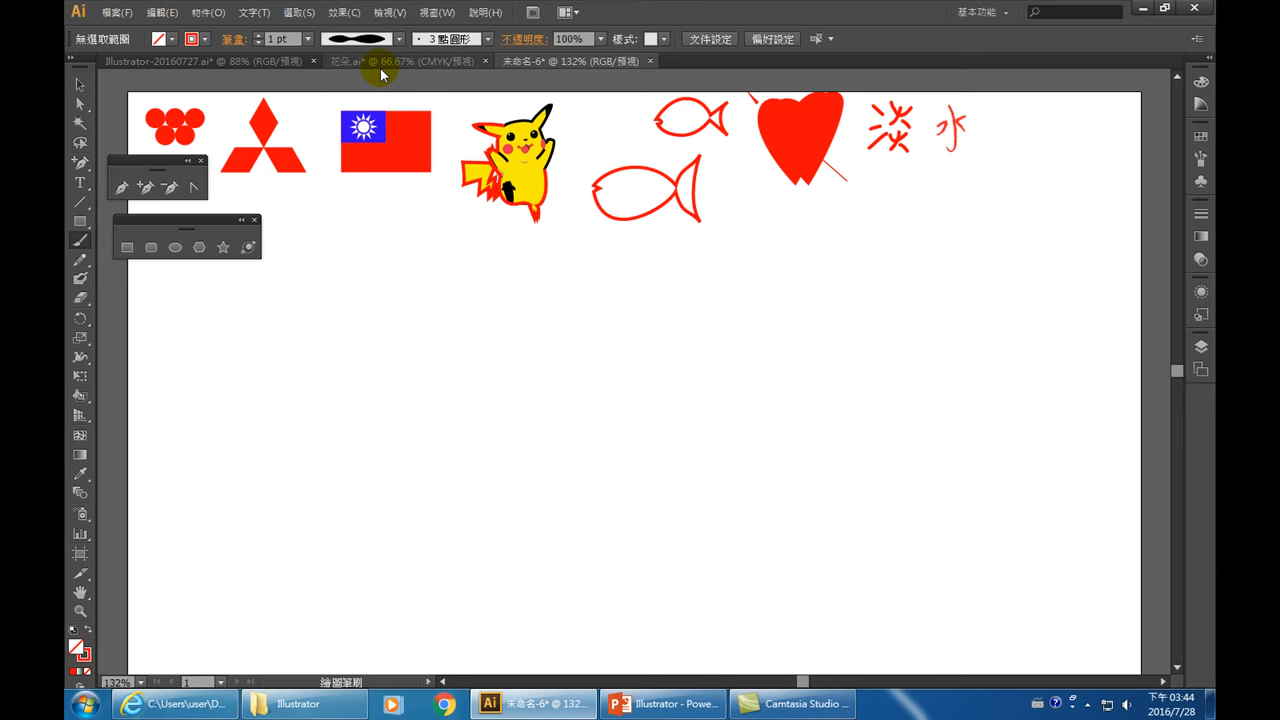 Ai 檔案(F) 編輯(E) 物件(O) 文字(T) 選取(S) 效果(C) 檢視(V) 視窗(W) 說明(H) Br 基本功能
無選取範圍 筆畫: 1 pt 3 點圓形 不透明度: 100% 樣式: 文件設定 偏好設定
Illustrator-20160727.ai* @ 88% (RGB/預視) × 花朵.ai* @ 66.67% (CMYK/預視) × 未命名-6* @ 132% (RGB/預視) ×
淡 水
132% 1 繪圖筆刷
C:\Users\user\D... Illustrator Ai 未命名-6* @ 132... Illustrator - Powe... Camtasia Studio ... 下午 03:44
2016/7/28